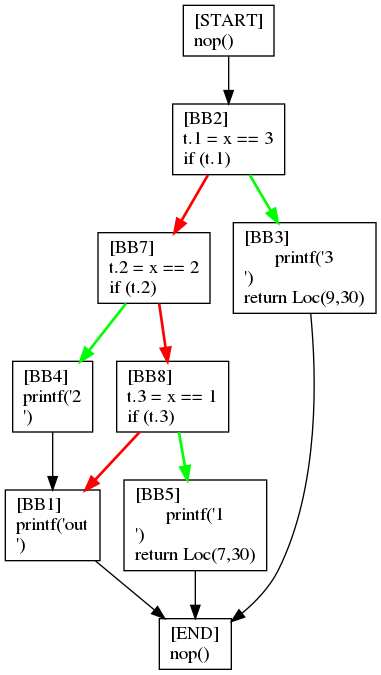 [START]
nop()
[BB2]
t.1 = x == 3
if (t.1)
[BB7]
t.2 = x == 2
if (t.2)
[BB3]
printf('3
')
return Loc(9,30)
[BB4]
printf('2
')
[BB8]
t.3 = x == 1
if (t.3)
[BB1]
printf('out
')
[BB5]
printf('1
')
return Loc(7,30)
[END]
nop()